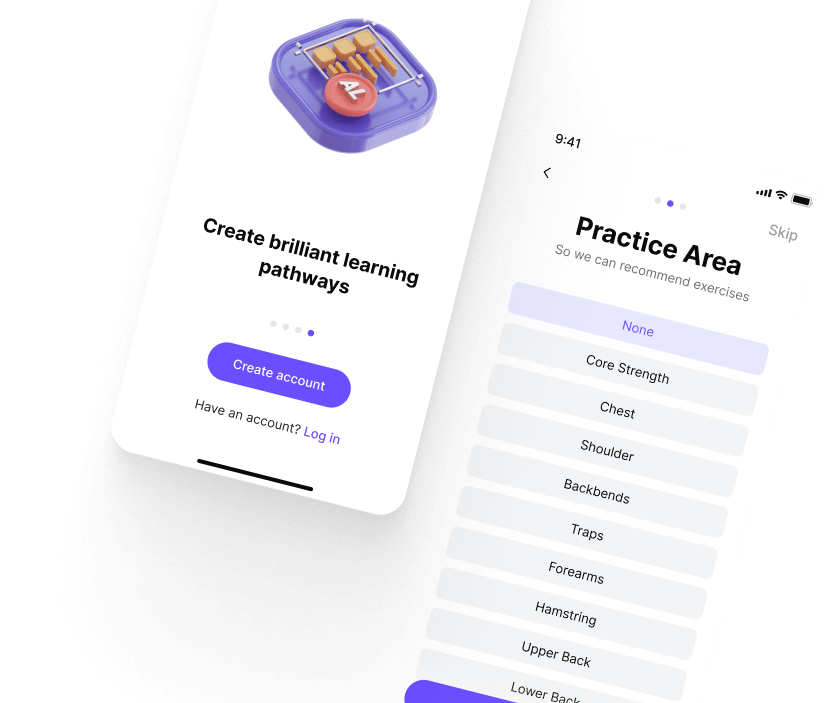 AL
Create brilliant learning
pathways
Create account
Have an account? Log in
9:41
Skip
Practice Area
So we can recommend exercises
None
Core Strength
Chest
Shoulder
Backbends
Traps
Forearms
Hamstring
Upper Back
Lower Back